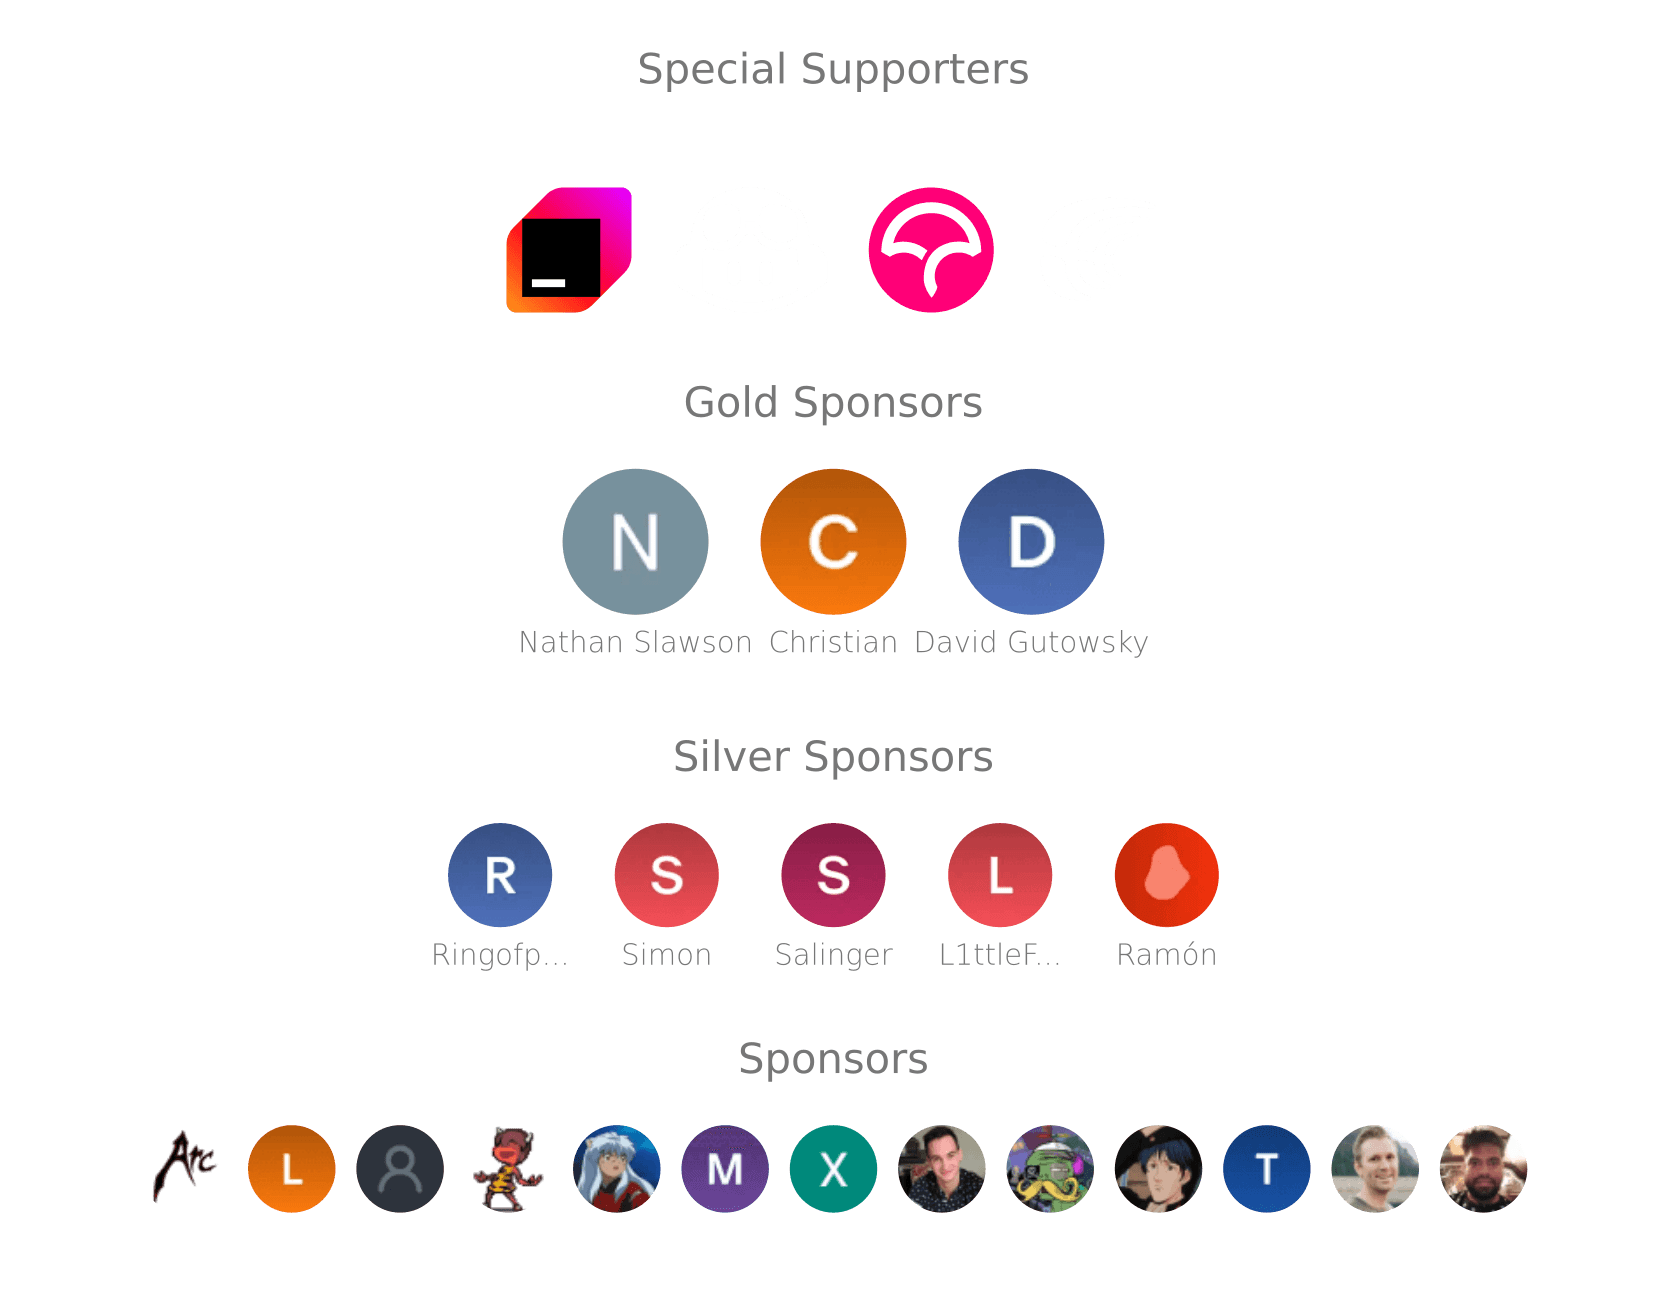 Special Supporters
Gold Sponsors
N C D
Nathan Slawson Christian David Gutowsky
Silver Sponsors
R S S L
Ringofp... Simon Salinger L1ttleF... Ramón
Sponsors
Arc L M X T